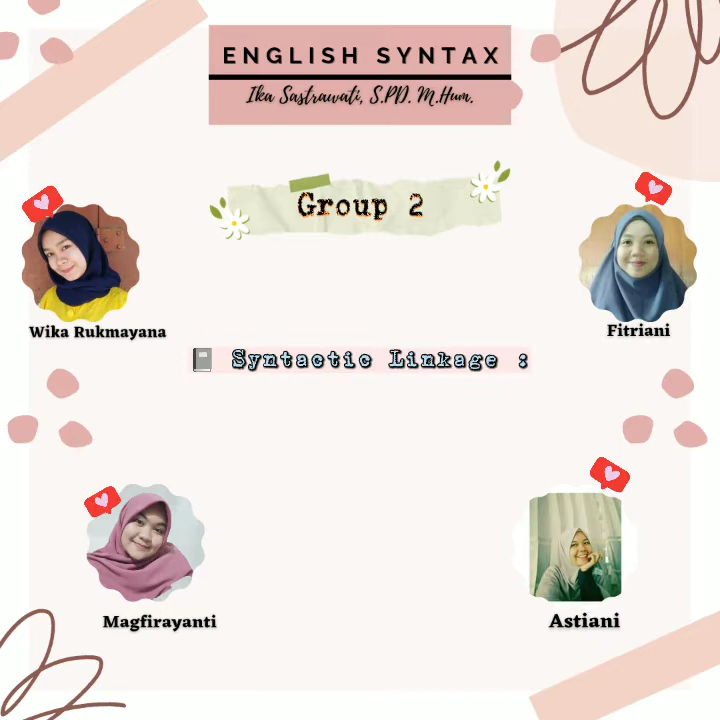 ENGLISH SYNTAX
Ika Sastrawati, S.PD. M.Hum.
Group 2
Wika Rukmayana
Fitriani
Syntactic Linkage :
Magfirayanti
Astiani